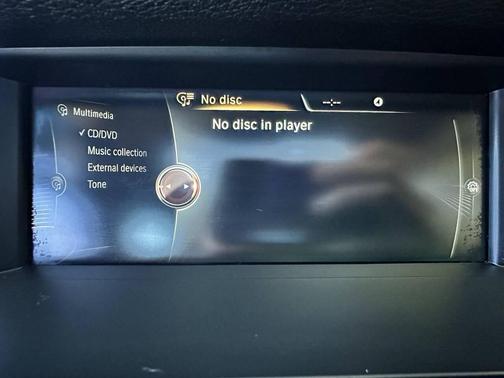 No disc
--:--
Multimedia
CD/DVD
Music collection
External devices
Tone
No disc in player